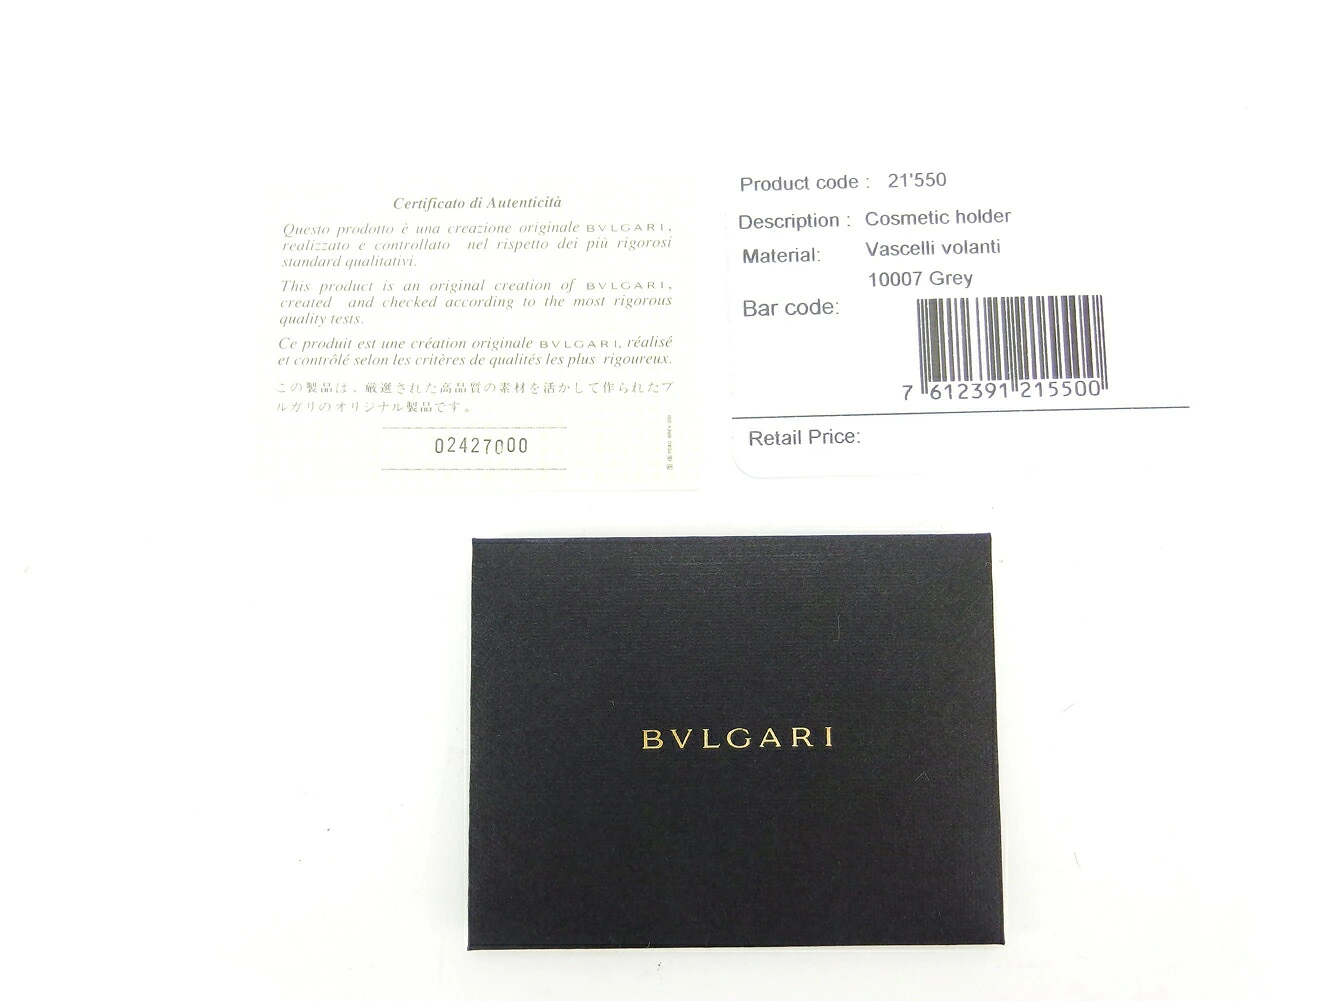 Certificato di Autenticità
Questo prodotto è una creazione originale BVLGARI,
realizzato e controllato nel rispetto dei più rigorosi
standard qualitativi.
This product is an original creation of BVLGARI,
created and checked according to the most rigorous
quality tests.
Ce produit est une création originale BVLGARI, réalisé
et contrôlé selon les critères de qualités les plus rigoureux.
この製品は、厳選された高品質の素材を活かして作られたブ
ルガリのオリジナル製品です。
02427000
Product code : 21'550
Description : Cosmetic holder
Material: Vascelli volanti
10007 Grey
Bar code:
7 612391 215500
Retail Price:
BVLGARI